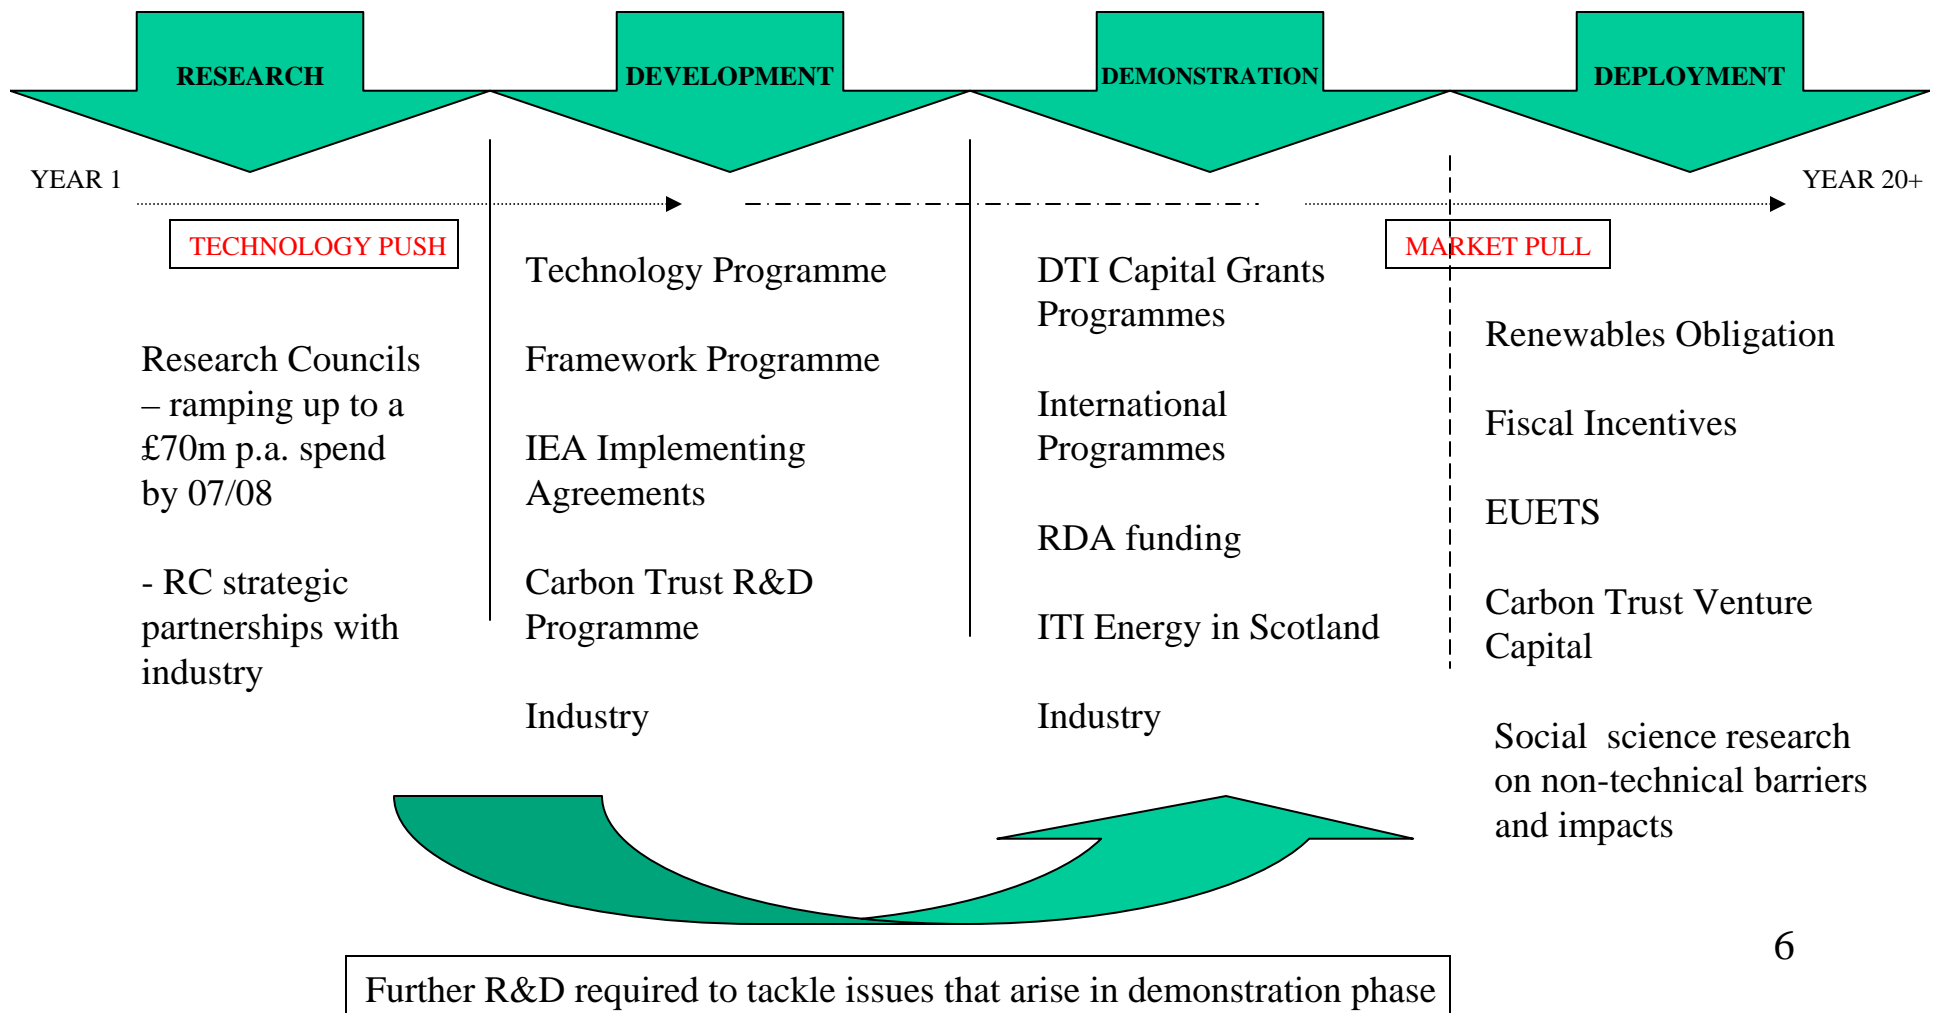 RESEARCH
DEVELOPMENT
DEMONSTRATION
DEPLOYMENT
YEAR 1
YEAR 20+
TECHNOLOGY PUSH
MARKET PULL
Research Councils
– ramping up to a
£70m p.a. spend
by 07/08
- RC strategic
partnerships with
industry
Technology Programme
Framework Programme
IEA Implementing
Agreements
Carbon Trust R&D
Programme
Industry
DTI Capital Grants
Programmes
International
Programmes
RDA funding
ITI Energy in Scotland
Industry
Renewables Obligation
Fiscal Incentives
EUETS
Carbon Trust Venture
Capital
Social  science research
on non-technical barriers
and impacts
6
Further R&D required to tackle issues that arise in demonstration phase